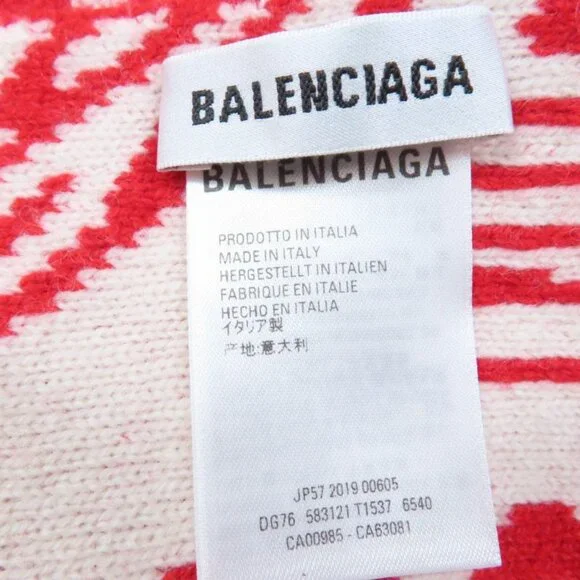 BALENCIAGA
BALENCIAGA
PRODOTTO IN ITALIA
MADE IN ITALY
HERGESTELLT IN ITALIEN
FABRIQUE EN ITALIE
HECHO EN ITALIA
イタリア製
产地:意大利
JP57 2019 00605
DG76 583121 T1537 6540
CA00985 - CA63081